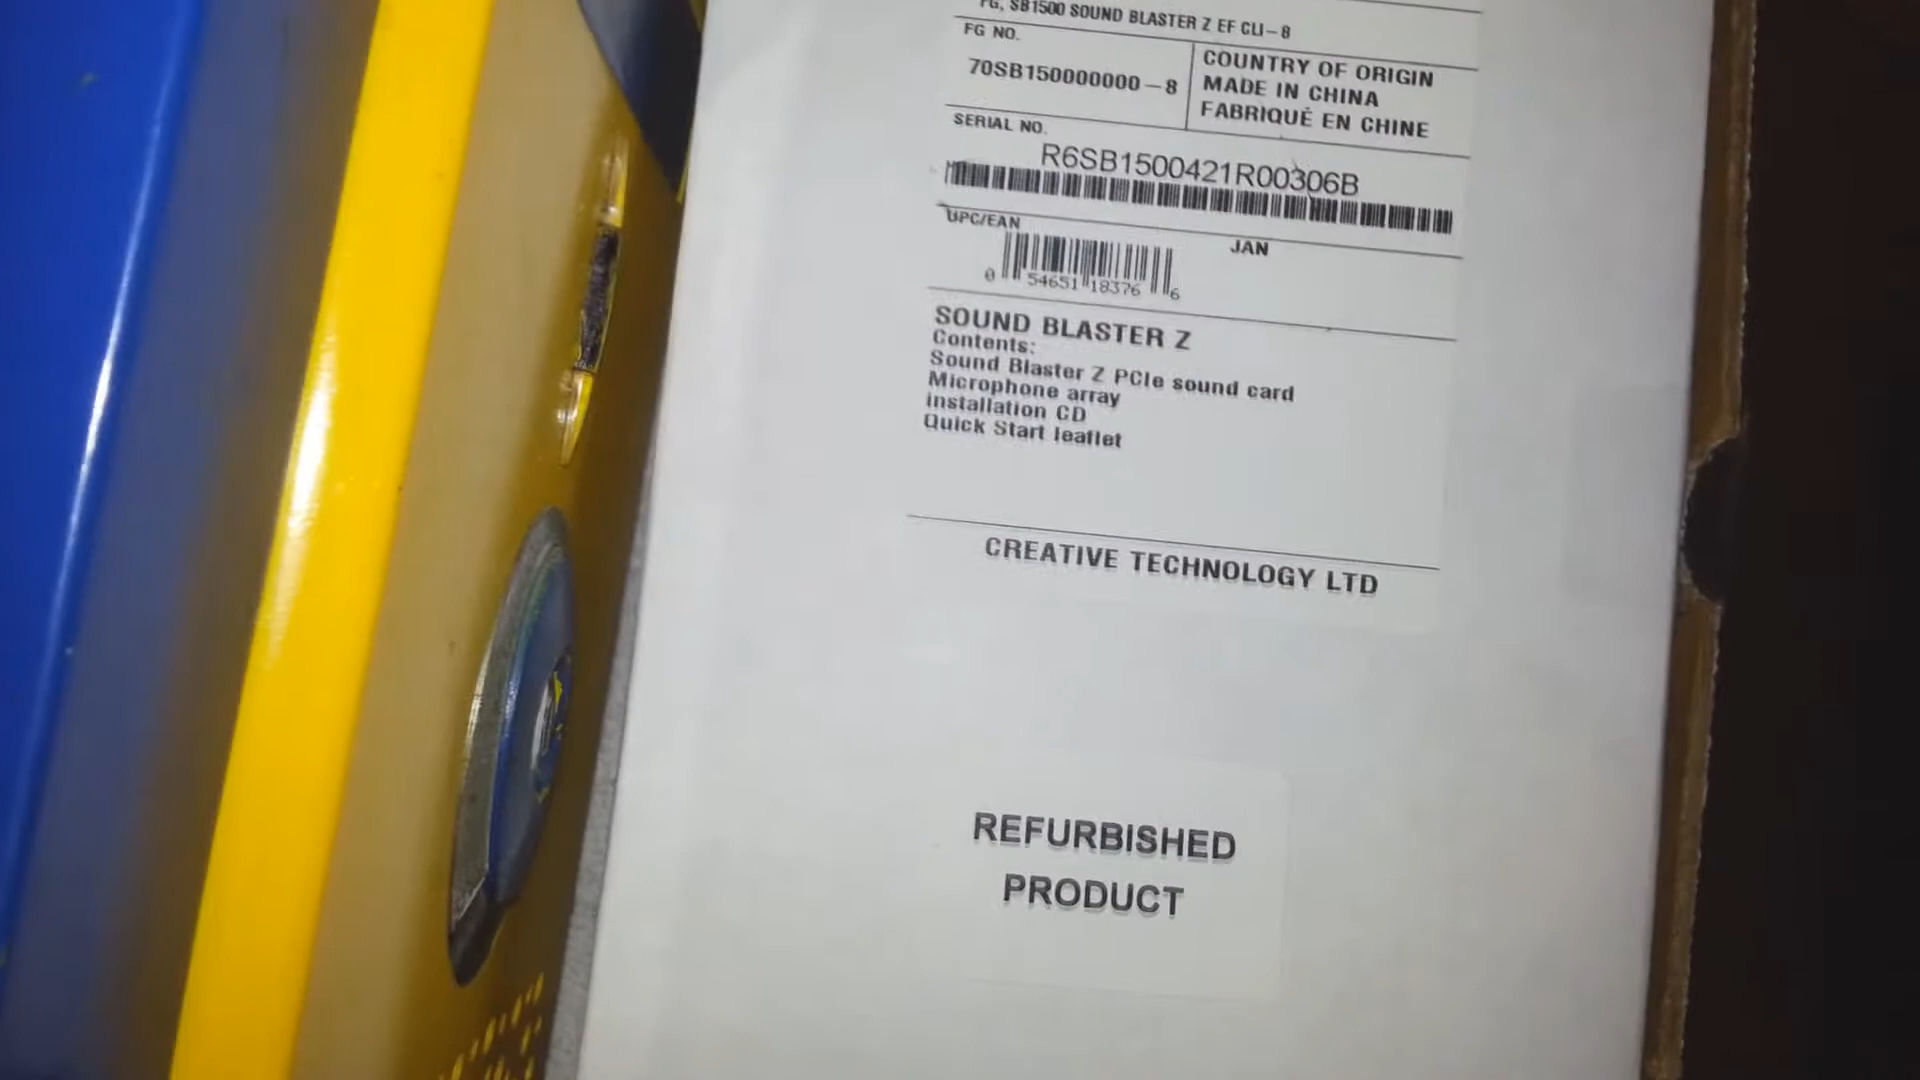 FG, SB1500 SOUND BLASTER Z EF CLI-8
FG NO.
70SB150000000-8
COUNTRY OF ORIGIN
MADE IN CHINA
FABRIQUÉ EN CHINE
SERIAL NO.
R6SB1500421R00306B
UPC/EAN
JAN
0 54651 18376 6
SOUND BLASTER Z
Contents:
Sound Blaster Z PCIe sound card
Microphone array
Installation CD
Quick Start leaflet
CREATIVE TECHNOLOGY LTD
REFURBISHED
PRODUCT